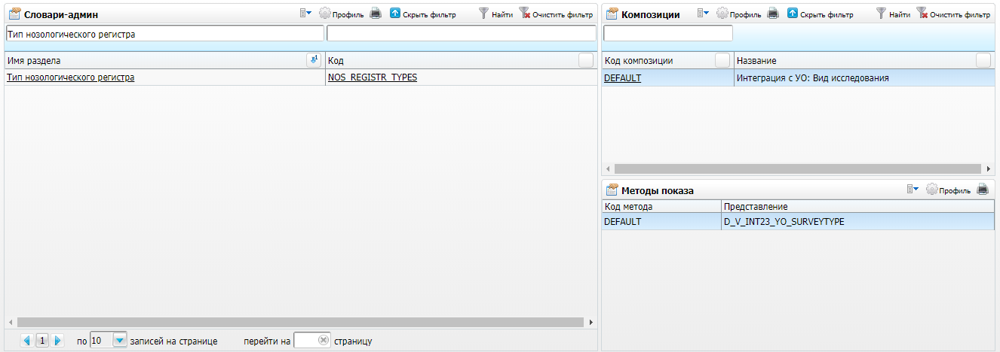 Словари-админ Профиль Скрыть фильтр Найти Очистить фильтр
Тип нозологического регистра
Имя раздела Код
Тип нозологического регистра NOS_REGISTR_TYPES
1 по 10 записей на странице перейти на страницу
Композиции Профиль Скрыть фильтр Найти Очистить фильтр
Код композиции Название
DEFAULT Интеграция с УО: Вид исследования
Методы показа Профиль
Код метода Представление
DEFAULT D_V_INT23_YO_SURVEYTYPE